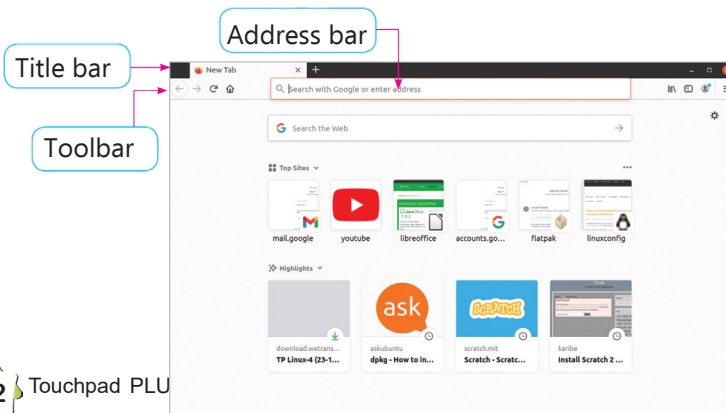 Address bar
Title bar
Toolbar
New Tab
Search with Google or enter address
Search the Web
Top Sites
mail.google
youtube
libreoffice
accounts.go...
flatpak
linuxconfig
Highlights
ask
SCRATCH
download.wetrans...
TP Linux-4 (23-1...
askubuntu
dpkg - How to in...
scratch.mit
Scratch - Scratc...
karibe
Install Scratch 2 ...
2
Touchpad PLU